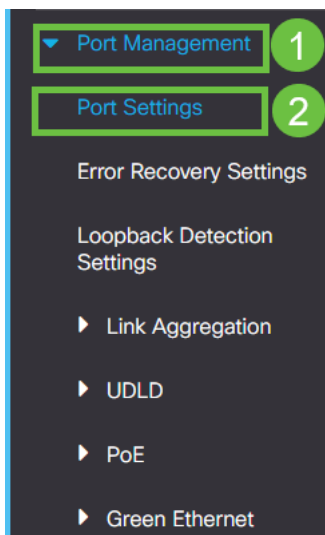 Port Management 1
Port Settings 2
Error Recovery Settings
Loopback Detection
Settings
Link Aggregation
UDLD
PoE
Green Ethernet